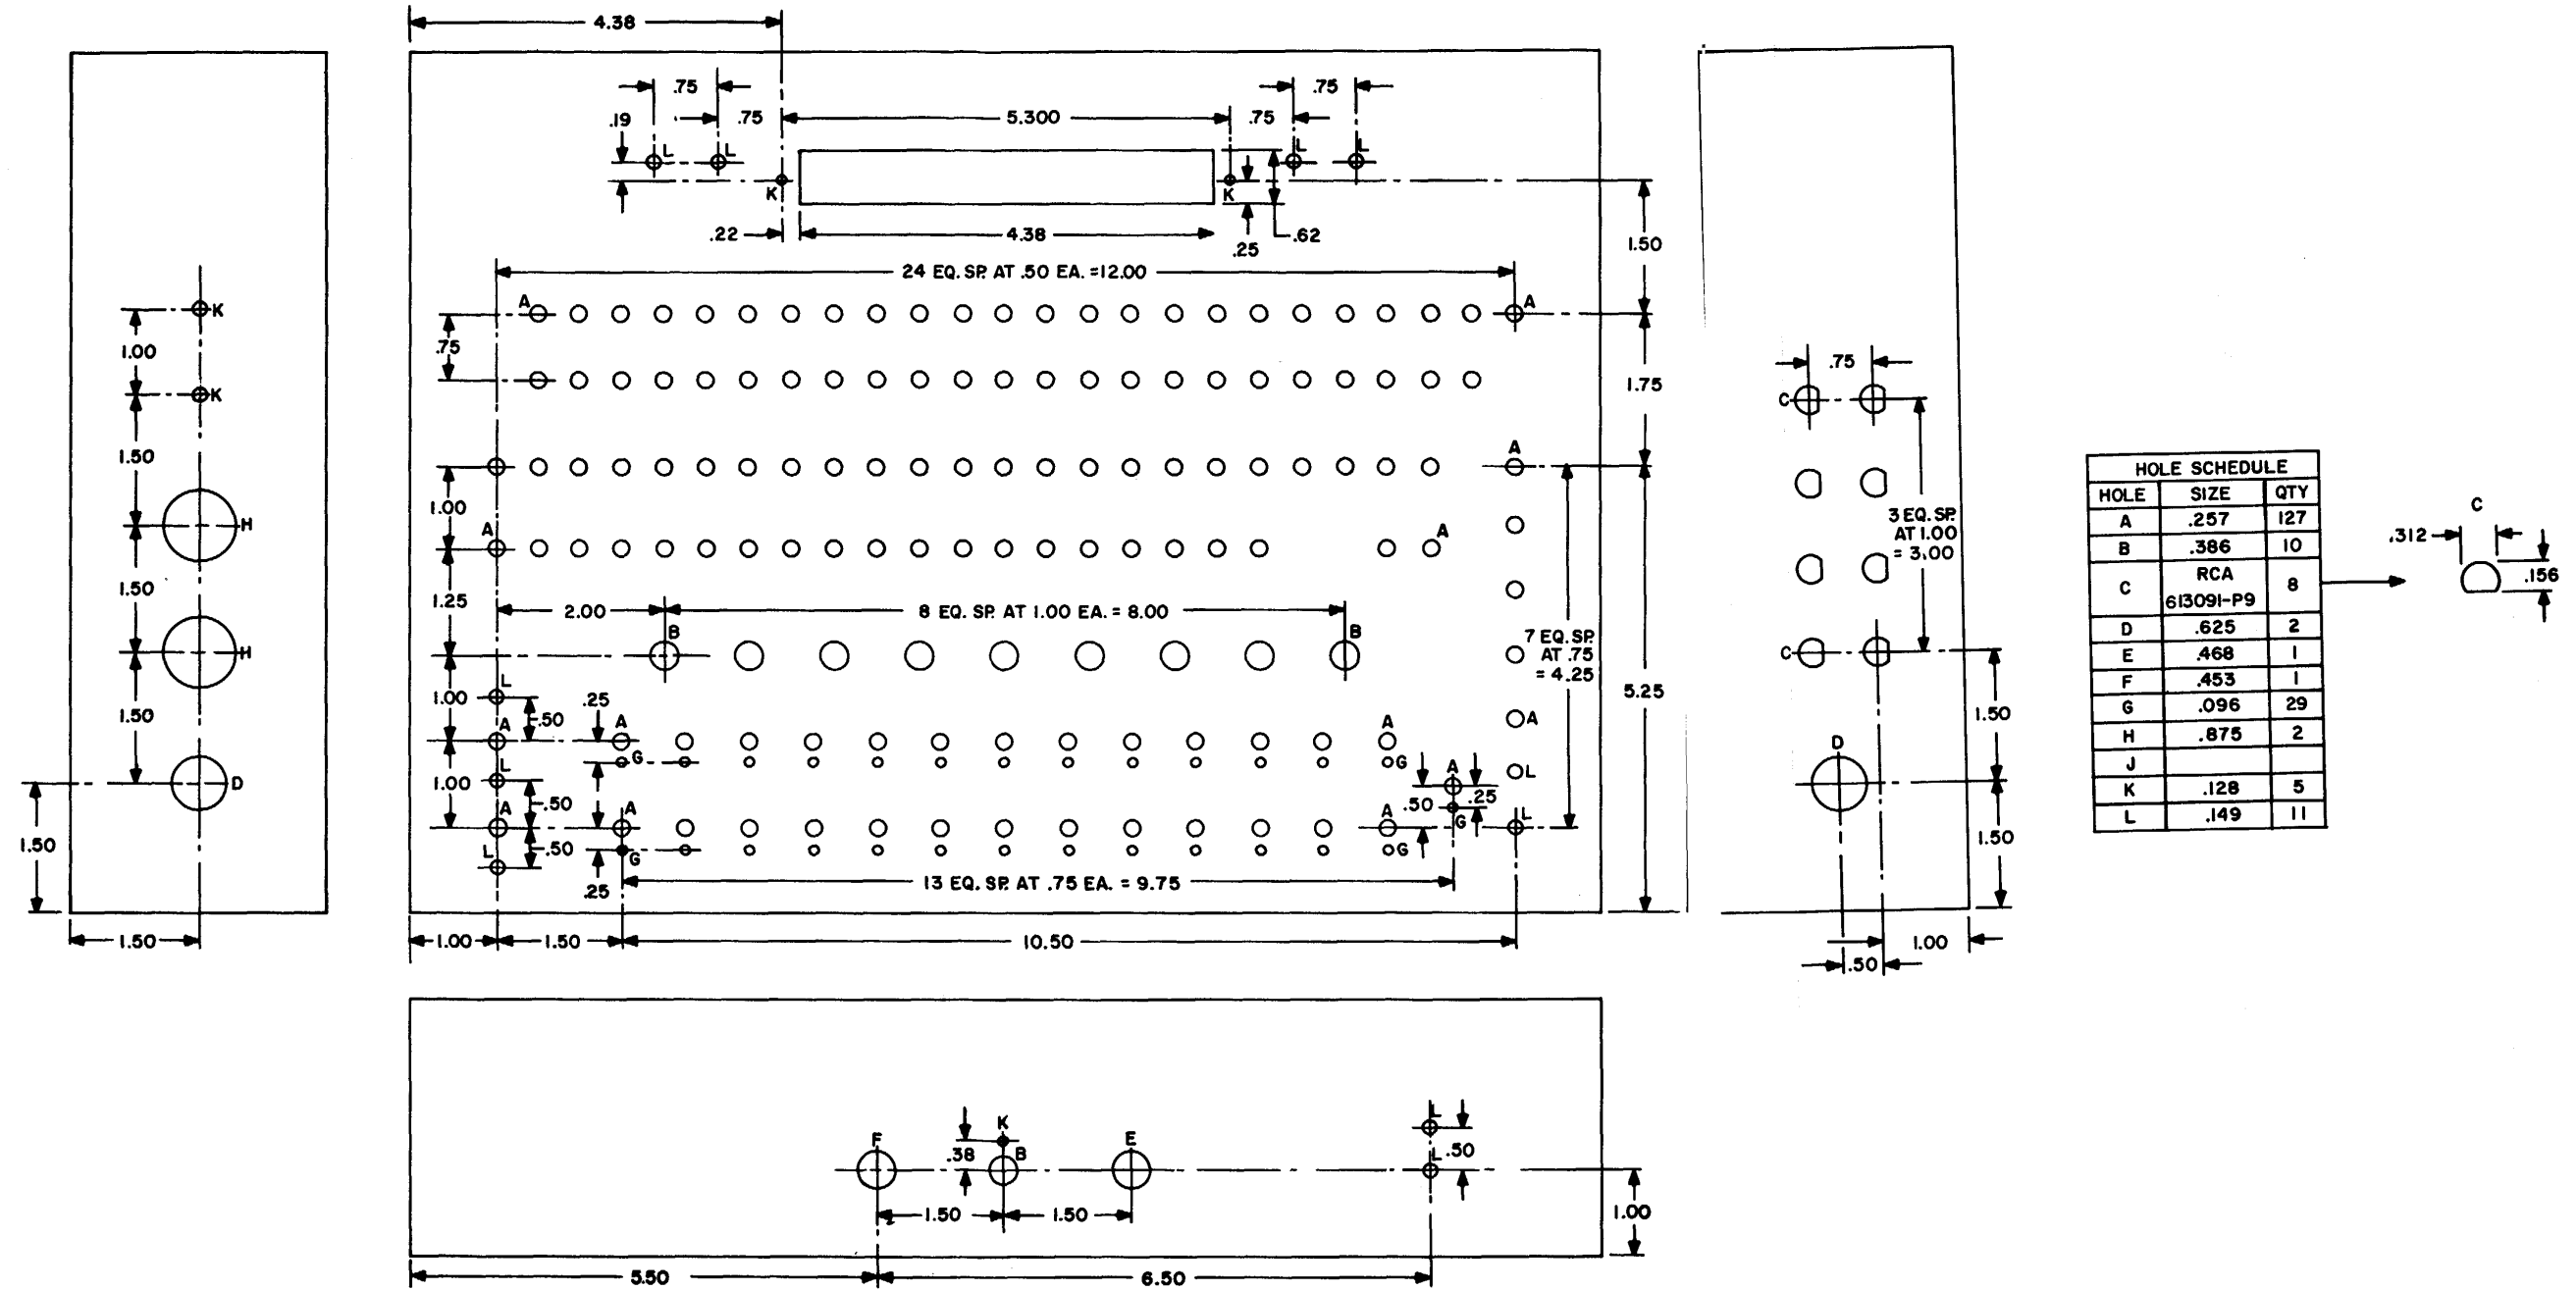 4.38
.75
.75
.19
.75
5.300
.75
L
L
L
L
K
K
.22
4.38
.25
.62
1.50
24 EQ. SP. AT .50 EA. =12.00
A
A
.75
1.75
K
1.00
K
1.50
H
1.50
H
1.50
D
1.50
1.50
A
1.00
A
A
1.25
2.00
8 EQ. SP. AT 1.00 EA. = 8.00
B
B
7 EQ. SP.
AT .75
= 4.25
5.25
L
1.00
.50
.25
A
A
A
A
G
G
L
L
1.00
.50
A
.50
.25
G
A
A
A
L
L
.50
G
G
.25
13 EQ. SP. AT .75 EA. = 9.75
1.00
1.50
10.50
.75
C
3 EQ. SP.
AT 1.00
= 3.00
C
1.50
D
1.50
1.00
.50
HOLE SCHEDULE
HOLE SIZE QTY
A .257 127
B .386 10
C RCA 613091-P9 8
D .625 2
E .468 1
F .453 1
G .096 29
H .875 2
J
K .128 5
L .149 11
C
.312
.156
F
K
.38
B
E
L
.50
L
1.50
1.50
1.00
5.50
6.50